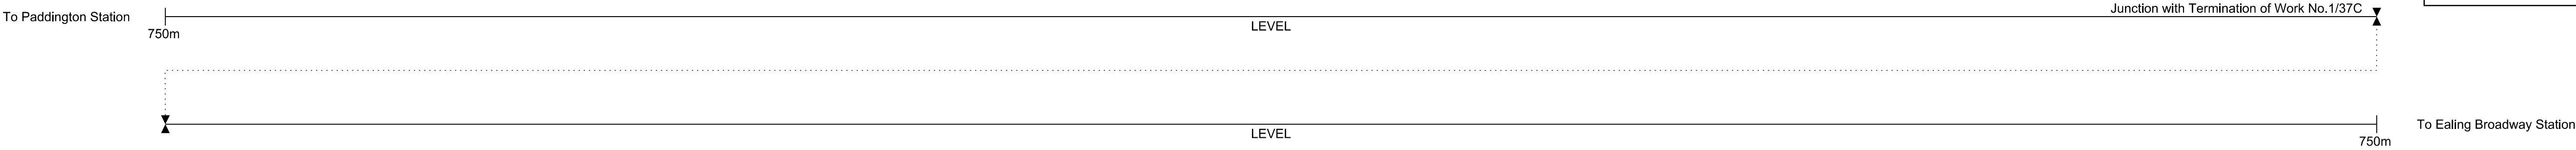 To Paddington Station
750m
LEVEL
Junction with Termination of Work No.1/37C
LEVEL
750m
To Ealing Broadway Station